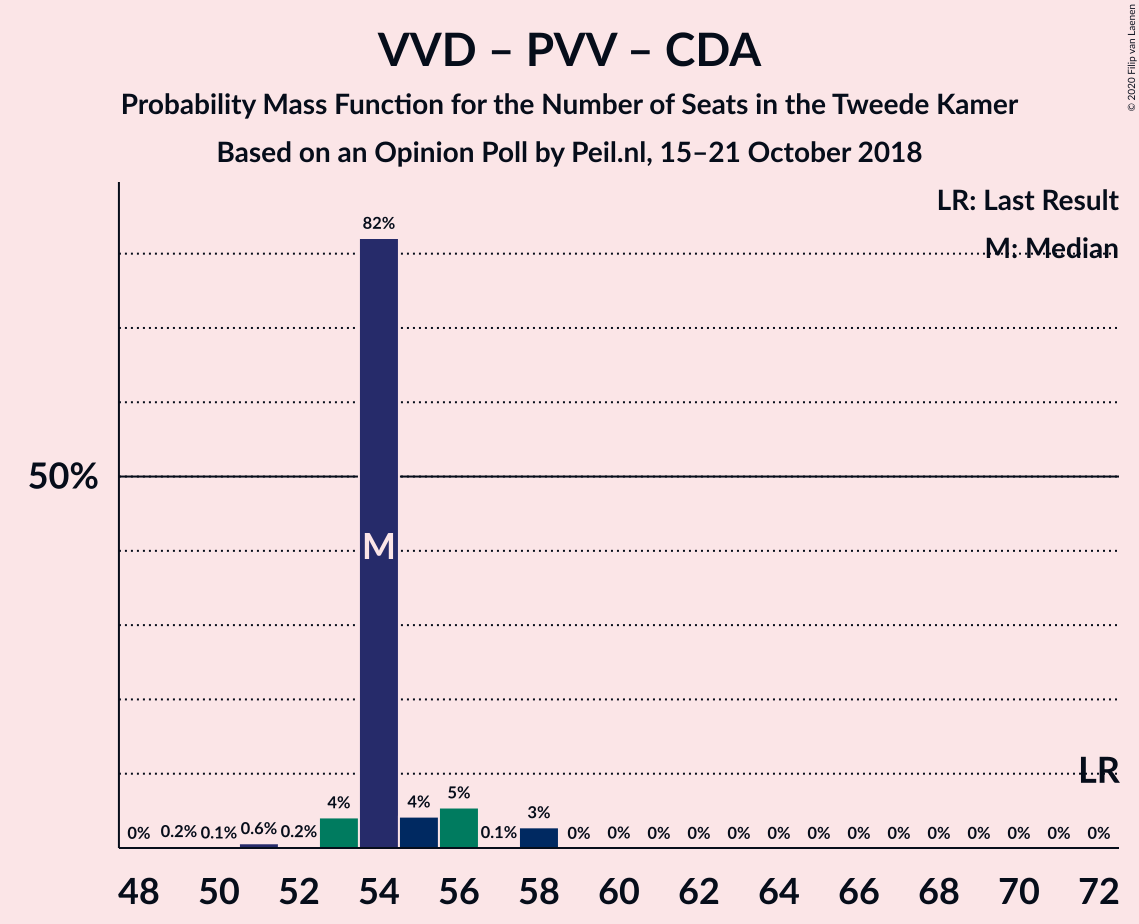 © 2020 Filip van Laenen
VVD – PVV – CDA
Probability Mass Function for the Number of Seats in the Tweede Kamer
Based on an Opinion Poll by Peil.nl, 15–21 October 2018
LR: Last Result
M: Median
50%
82%
M
LR
0% 0.2% 0.1% 0.6% 0.2% 4% 4% 5% 0.1% 3% 0% 0% 0% 0% 0% 0% 0% 0% 0% 0% 0% 0% 0% 0%
48 50 52 54 56 58 60 62 64 66 68 70 72